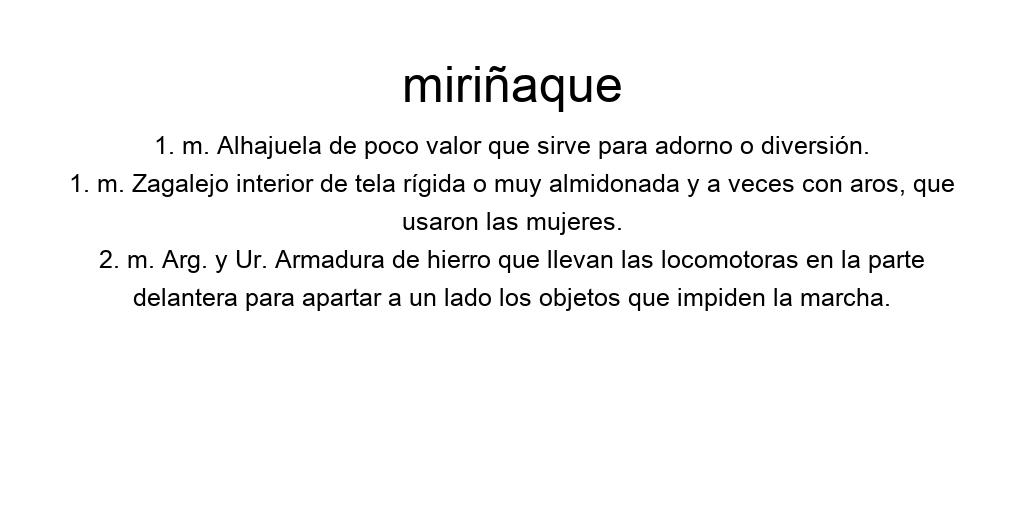 miriñaque
1. m. Alhajuela de poco valor que sirve para adorno o diversión.
1. m. Zagalejo interior de tela rígida o muy almidonada y a veces con aros, que
usaron las mujeres.
2. m. Arg. y Ur. Armadura de hierro que llevan las locomotoras en la parte
delantera para apartar a un lado los objetos que impiden la marcha.